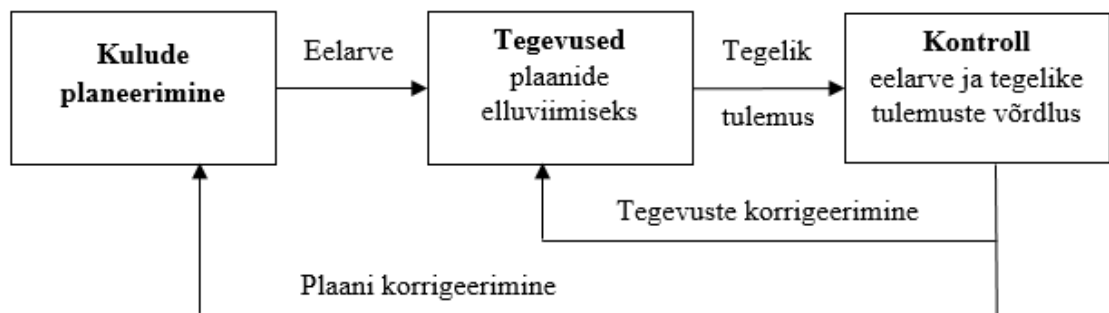 Kulude
planeerimine
Eelarve
Tegevused
plaanide
elluviimiseks
Tegelik
tulemus
Kontroll
eelarve ja tegelike
tulemuste võrdlus
Tegevuste korrigeerimine
Plaani korrigeerimine